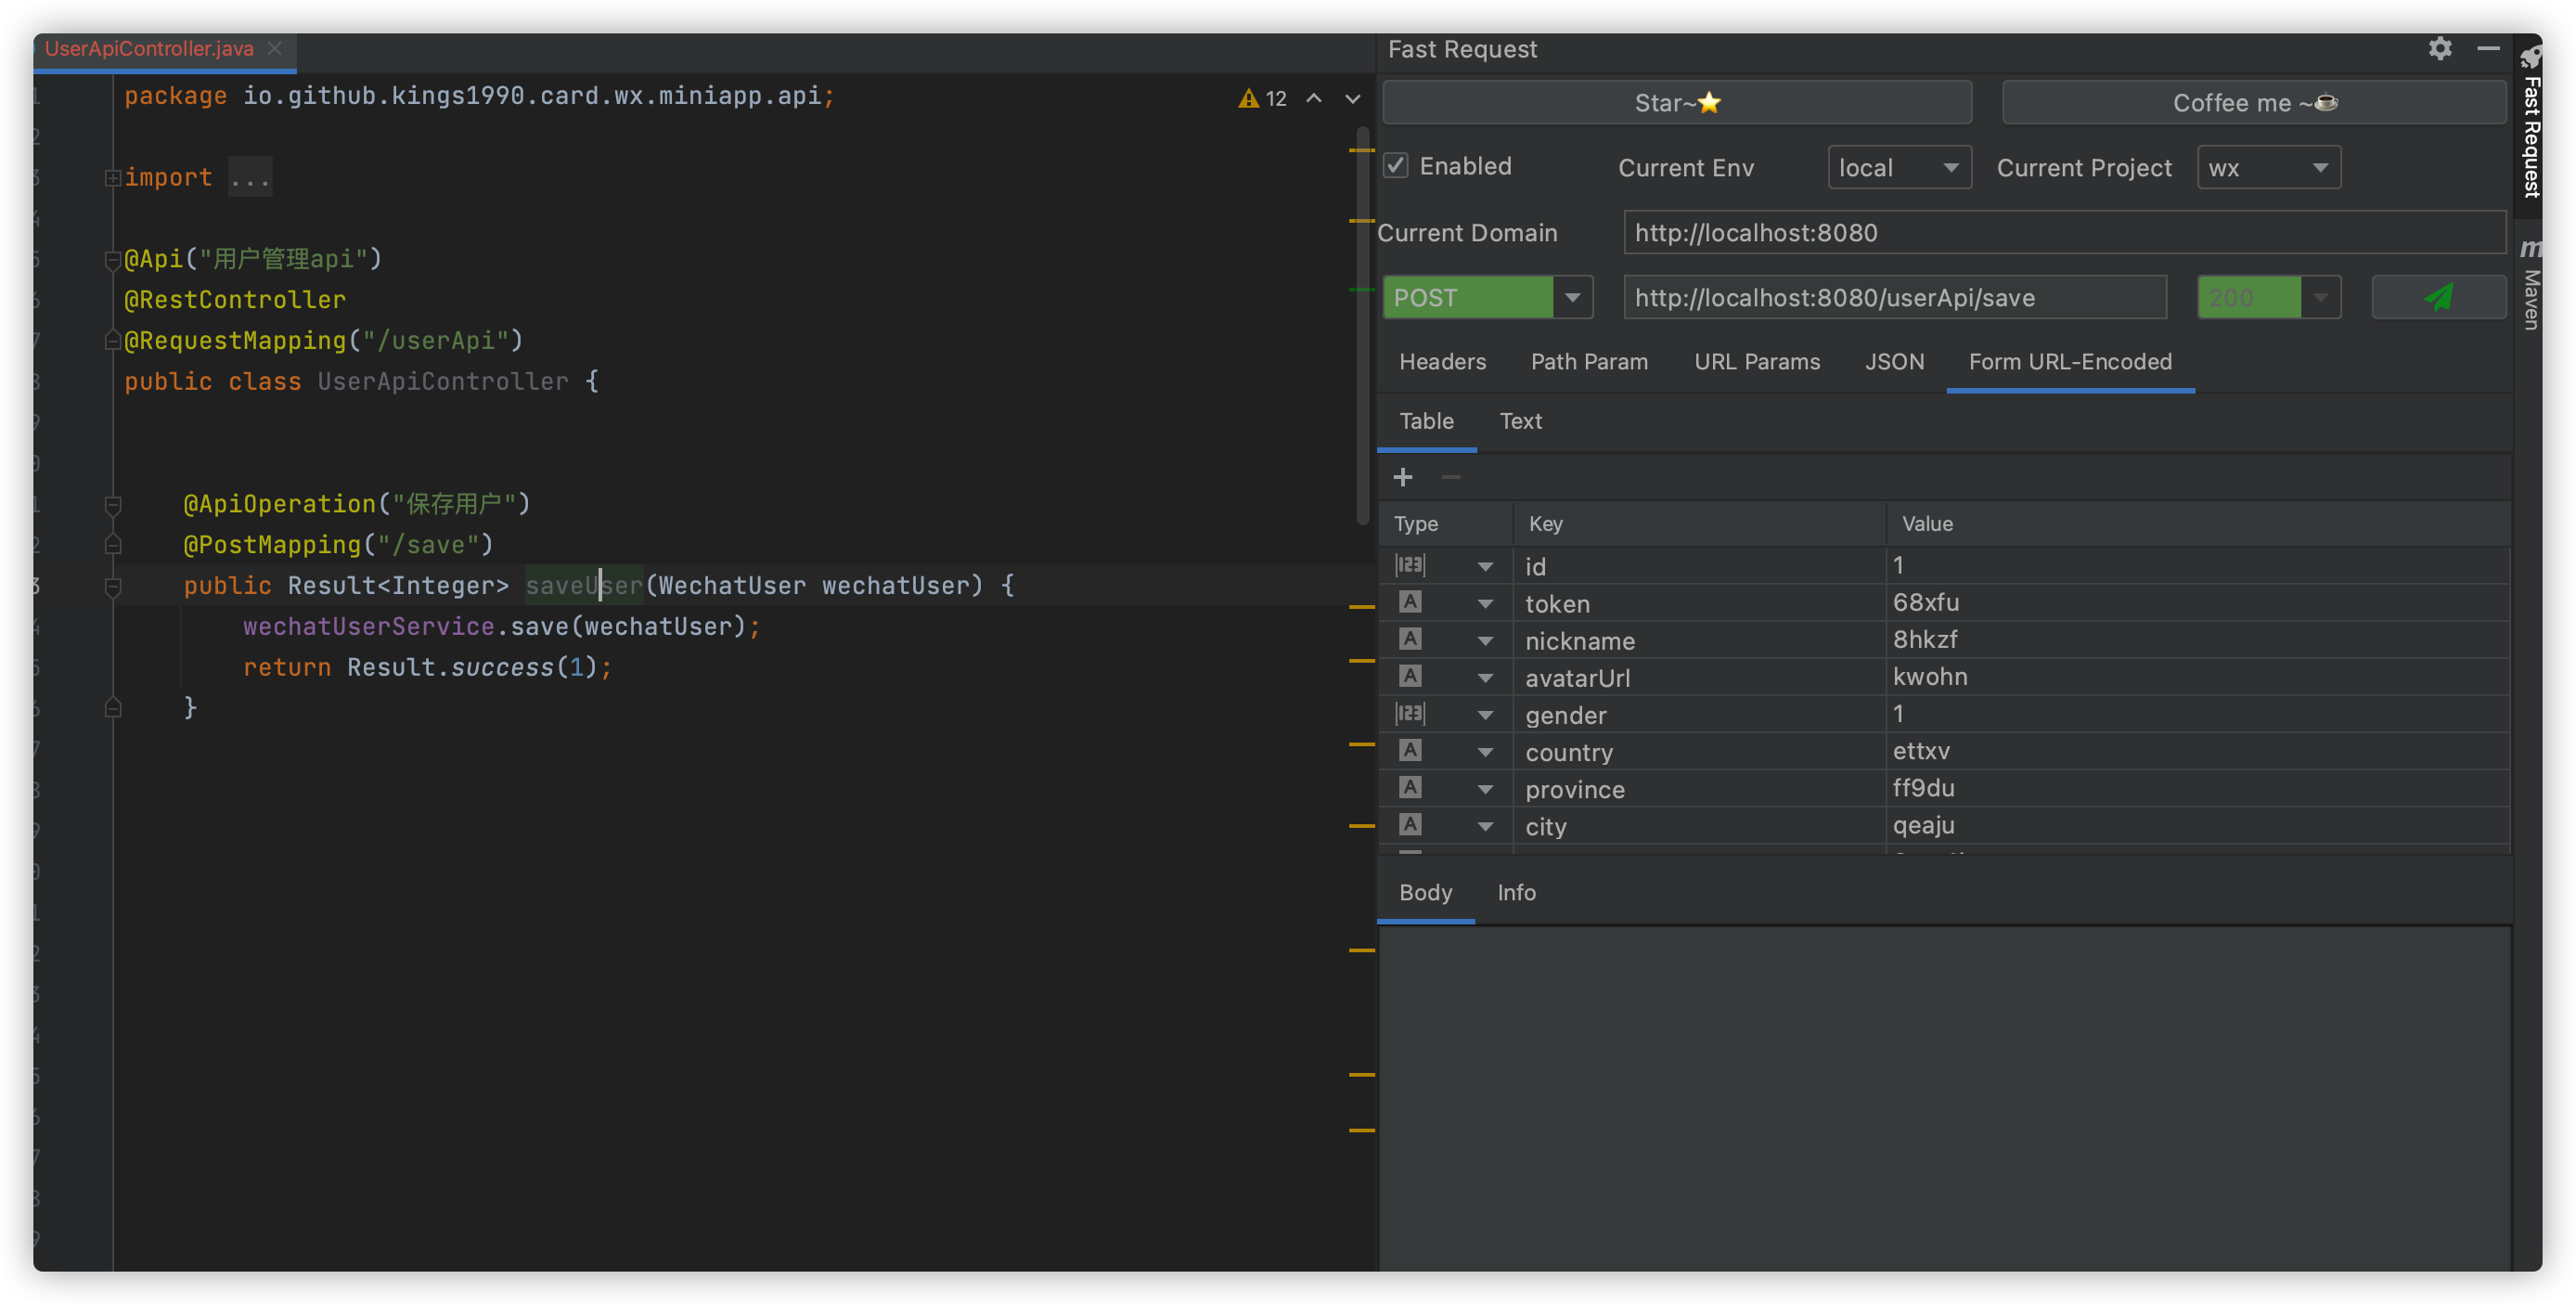 UserApiController.java
package io.github.kings1990.card.wx.miniapp.api;
12
import ...
@Api("用户管理api")
@RestController
@RequestMapping("/userApi")
public class UserApiController {
@ApiOperation("保存用户")
@PostMapping("/save")
public Result<Integer> saveUser(WechatUser wechatUser) {
wechatUserService.save(wechatUser);
return Result.success(1);
}
Fast Request
Star~⭐
Coffee me ~☕
Enabled
Current Env
local
Current Project
wx
Current Domain
http://localhost:8080
POST
http://localhost:8080/userApi/save
200
Headers
Path Param
URL Params
JSON
Form URL-Encoded
Table
Text
Type
Key
Value
id
1
token
68xfu
nickname
8hkzf
avatarUrl
kwohn
gender
1
country
ettxv
province
ff9du
city
qeaju
Body
Info
Fast Request
Maven